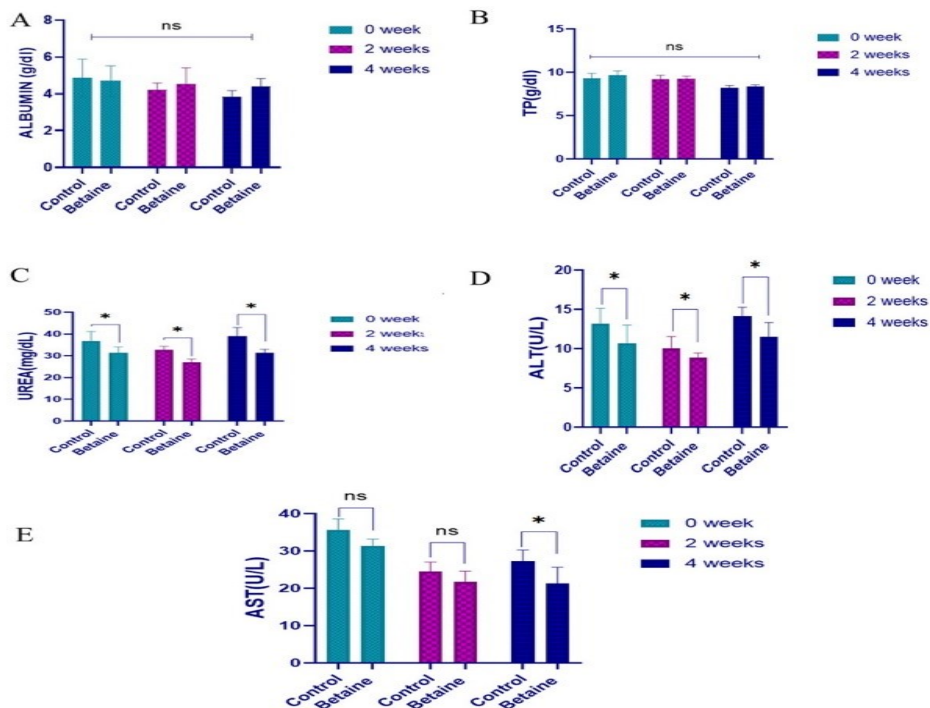 A
ns
ALBUMIN (g/dl)
8
6
4
2
0
Control
Betaine
Control
Betaine
Control
Betaine
0 week
2 weeks
4 weeks
B
ns
TP(g/dl)
15
10
5
0
Control
Betaine
Control
Betaine
Control
Betaine
0 week
2 weeks
4 weeks
C
*
*
*
UREA(mg/dL)
50
40
30
20
10
0
Control
Betaine
Control
Betaine
Control
Betaine
0 week
2 weeks
4 weeks
D
*
*
*
ALT(U/L)
20
15
10
5
0
Control
Betaine
Control
Betaine
Control
Betaine
0 week
2 weeks
4 weeks
E
ns
ns
*
AST(U/L)
40
30
20
10
0
Control
Betaine
Control
Betaine
Control
Betaine
0 week
2 weeks
4 weeks